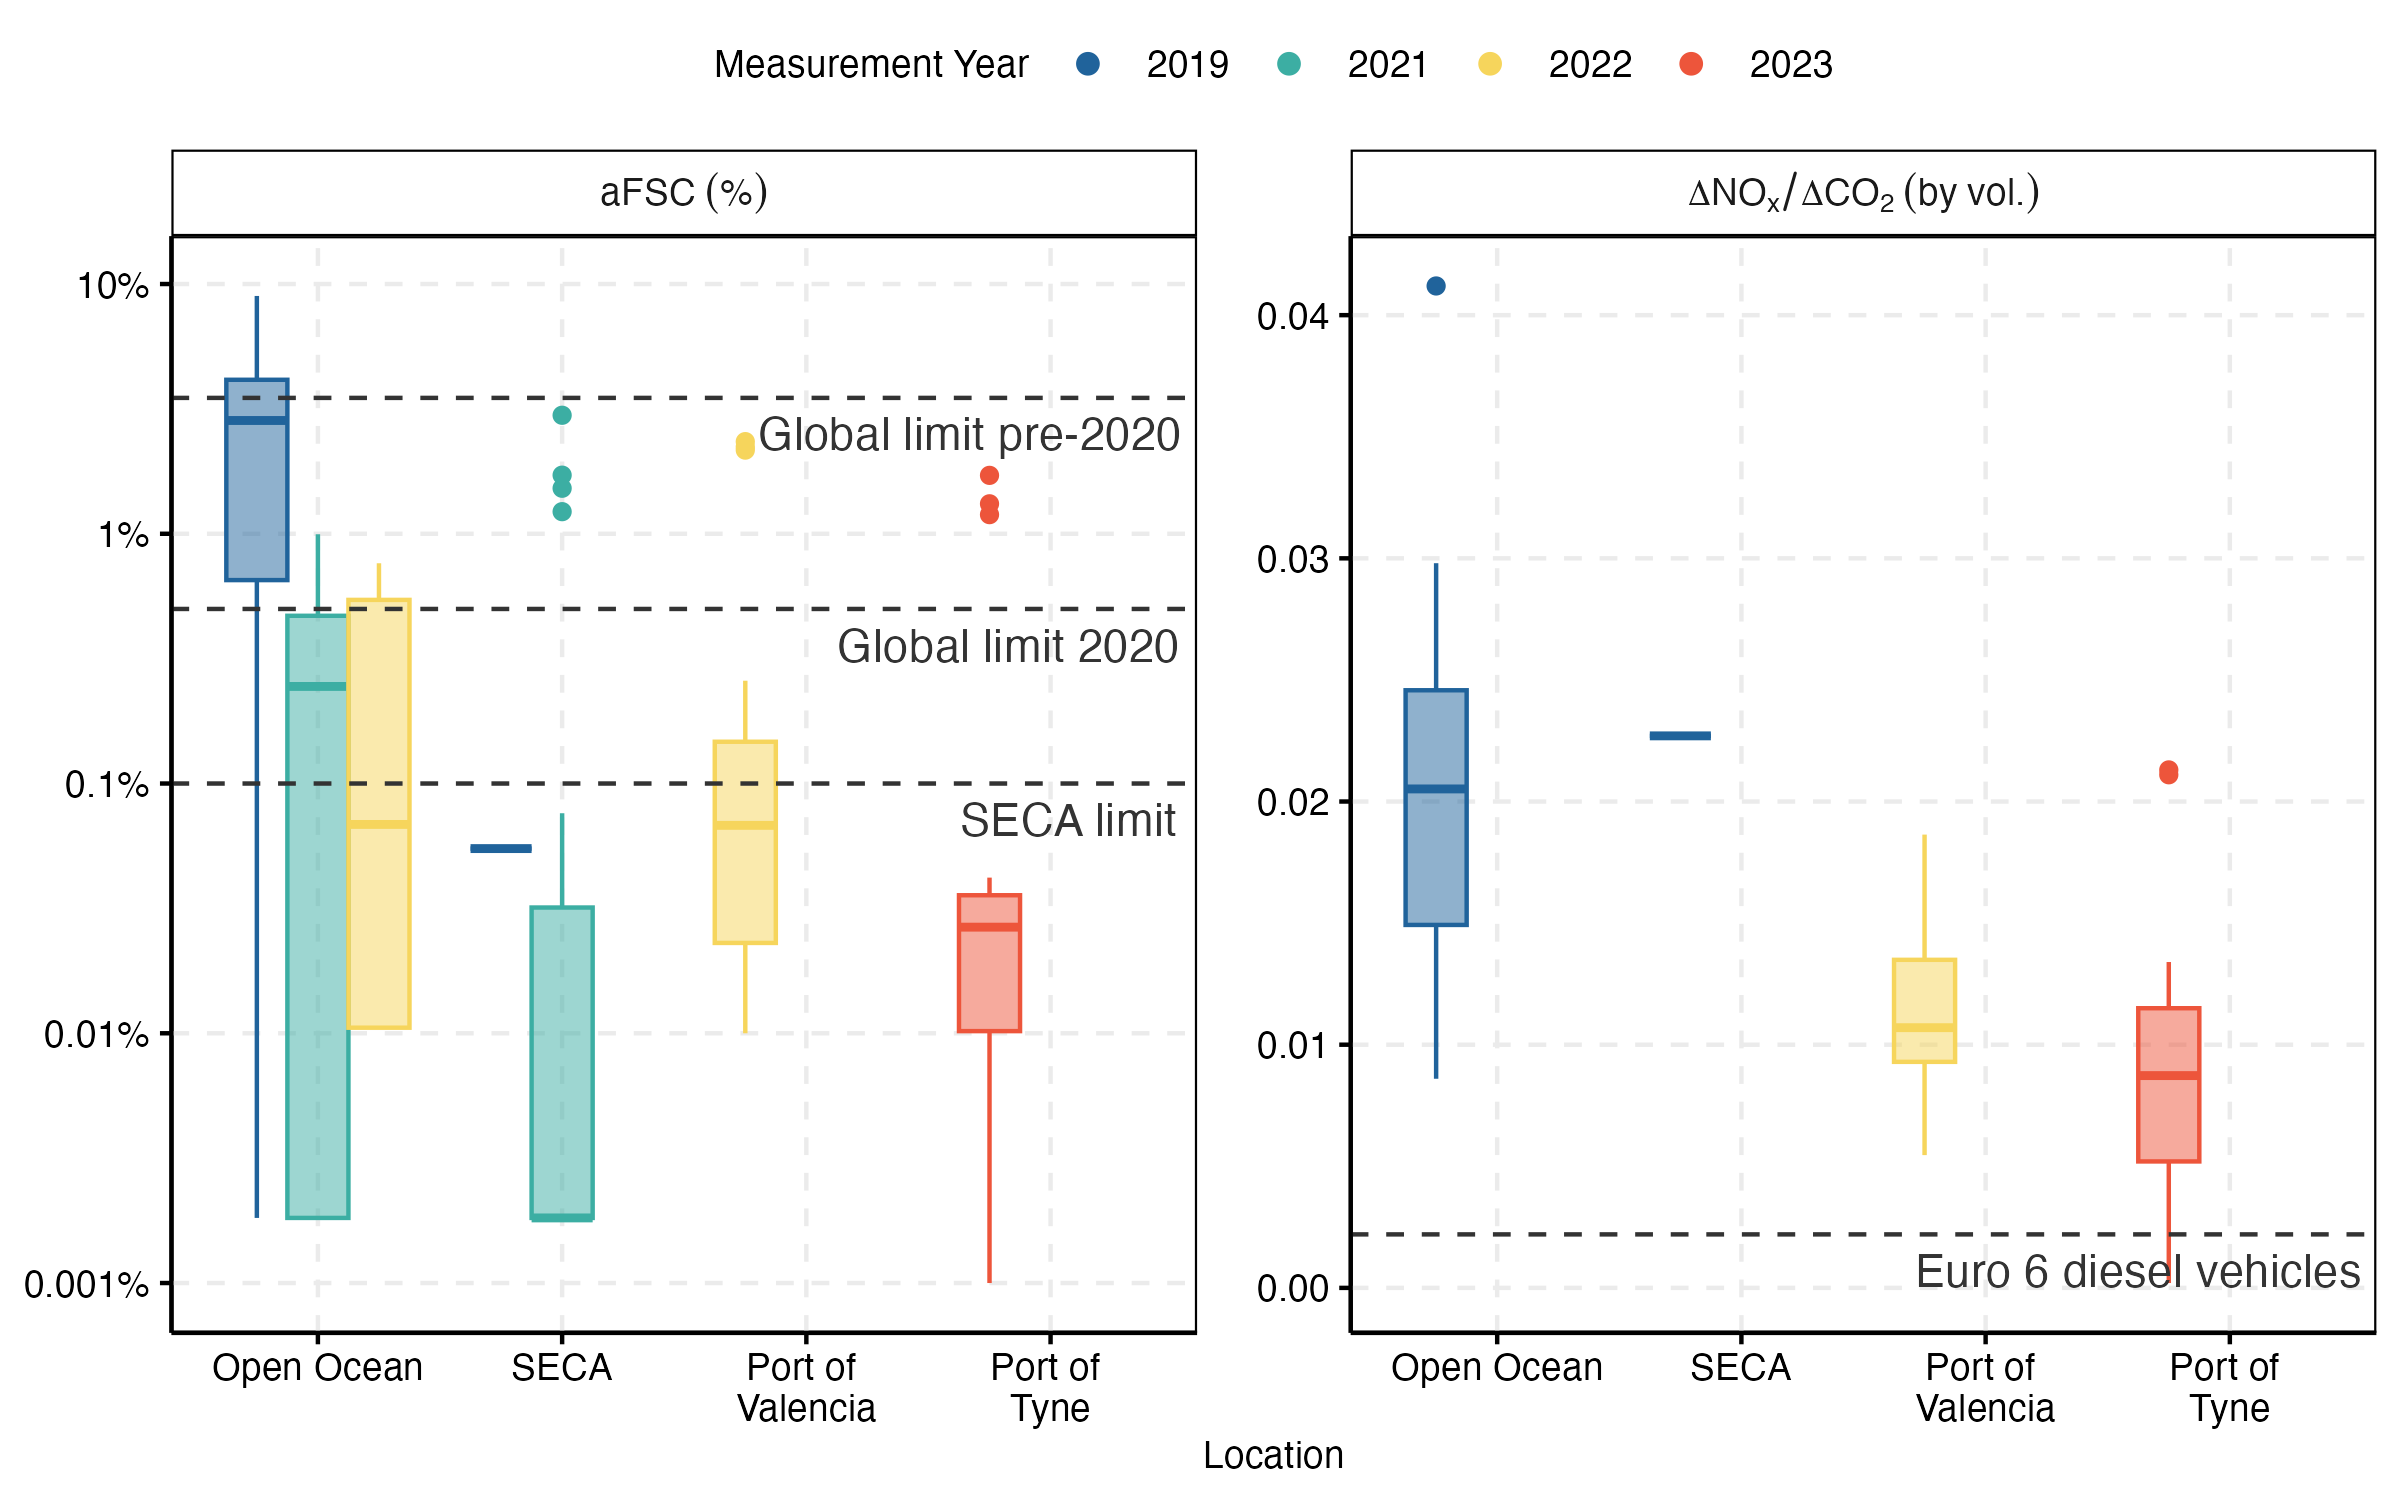 Measurement Year 2019 2021 2022 2023
aFSC (%)
ΔNOₓ/ΔCO₂ (by vol.)
10%
1%
0.1%
0.01%
0.001%
Global limit pre-2020
Global limit 2020
SECA limit
Open Ocean
SECA
Port of
Valencia
Port of
Tyne
0.04
0.03
0.02
0.01
0.00
Euro 6 diesel vehicles
Open Ocean
SECA
Port of
Valencia
Port of
Tyne
Location